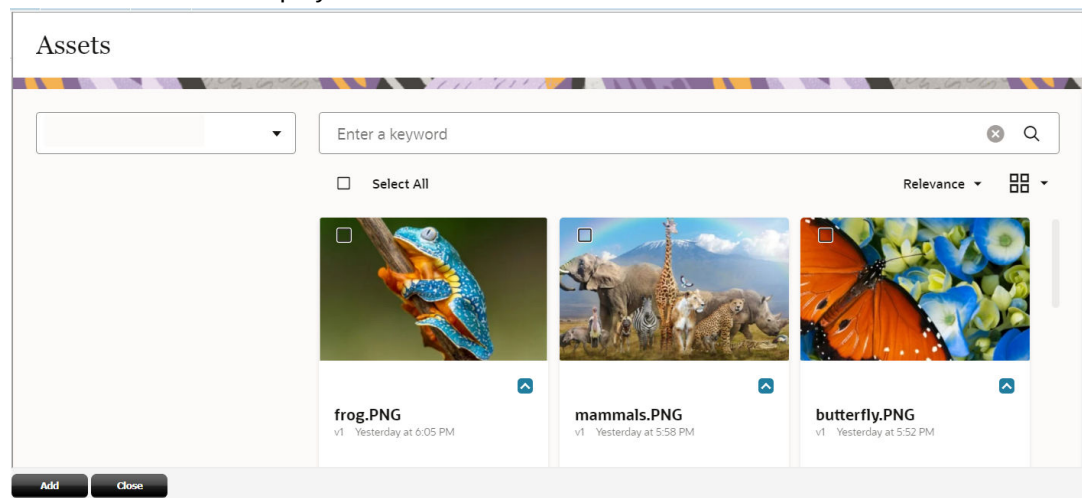 Assets
Enter a keyword
Select All
Relevance
frog.PNG
v1 Yesterday at 6:05 PM
mammals.PNG
v1 Yesterday at 5:58 PM
butterfly.PNG
v1 Yesterday at 5:52 PM
Add
Close